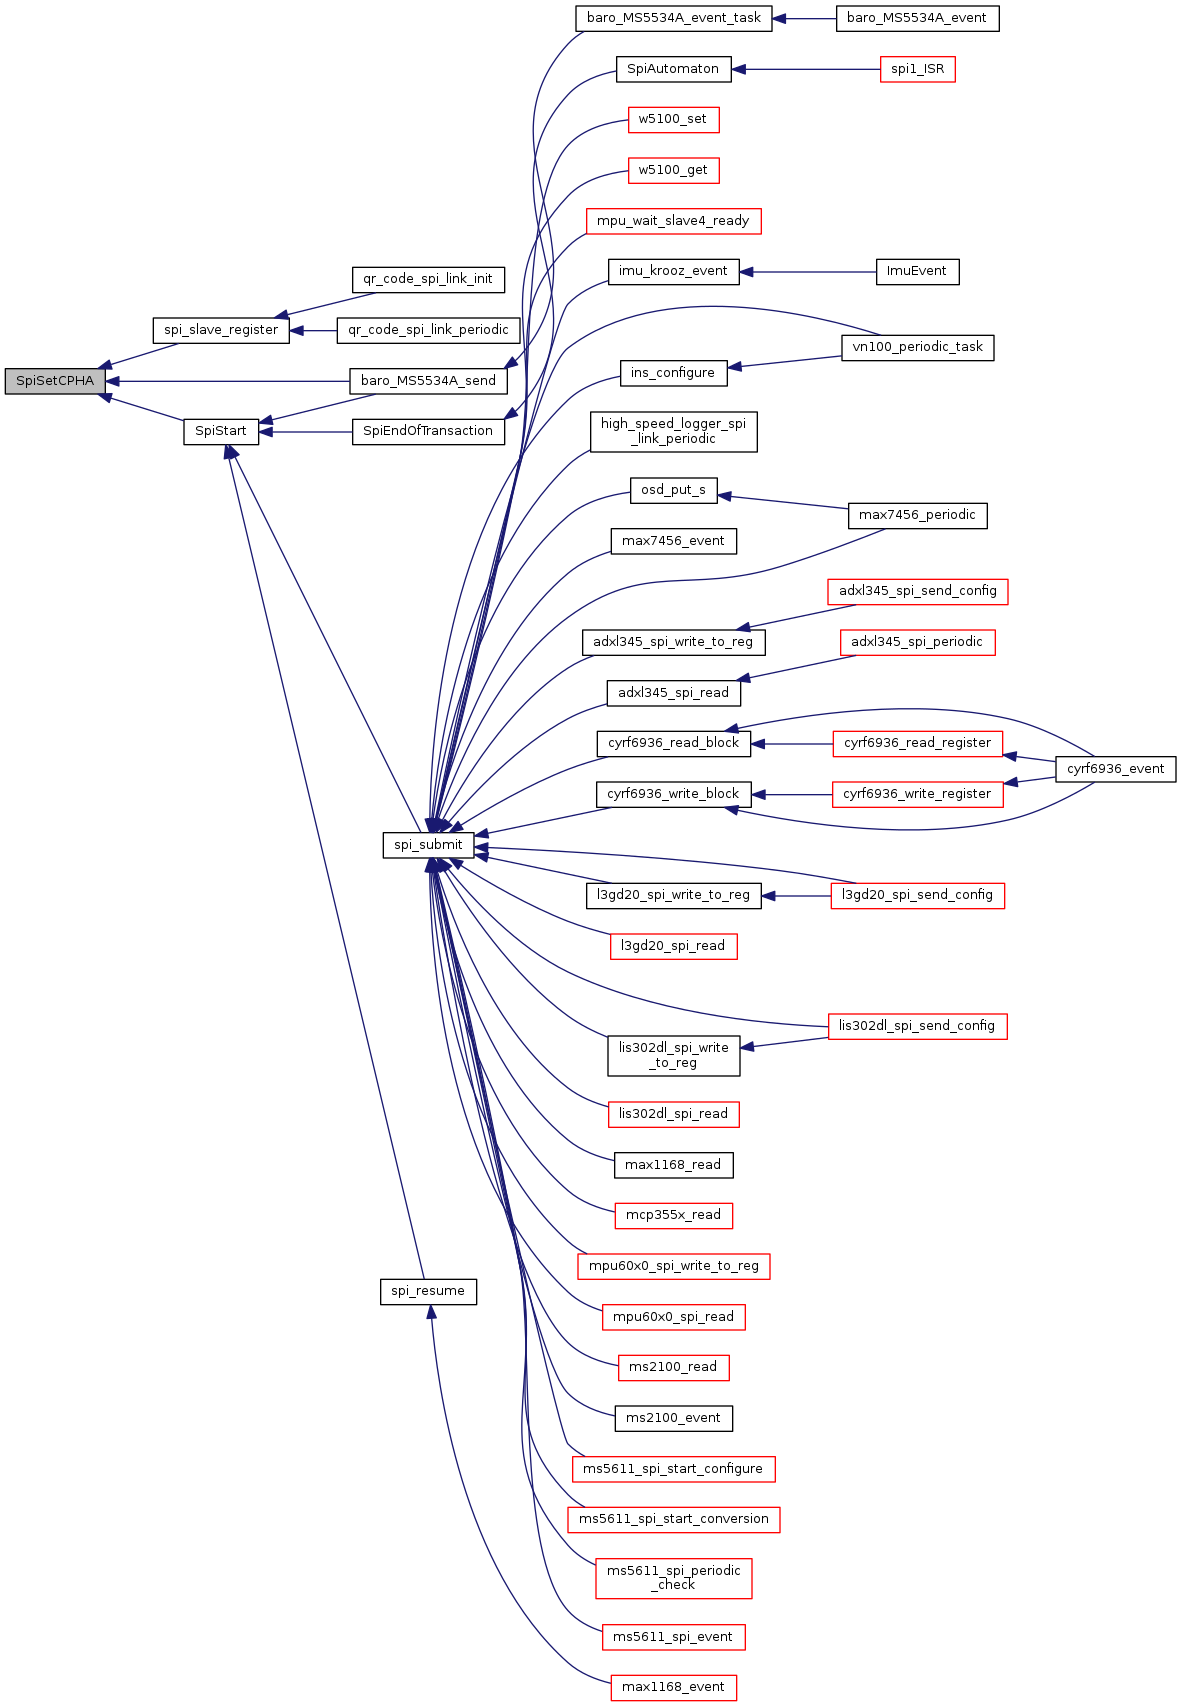 baro_MS5534A_event_task
baro_MS5534A_event
SpiAutomaton
spi1_ISR
w5100_set
w5100_get
mpu_wait_slave4_ready
imu_krooz_event
ImuEvent
qr_code_spi_link_init
spi_slave_register
qr_code_spi_link_periodic
vn100_periodic_task
ins_configure
SpiSetCPHA
baro_MS5534A_send
SpiStart
SpiEndOfTransaction
high_speed_logger_spi
_link_periodic
osd_put_s
max7456_periodic
max7456_event
adxl345_spi_send_config
adxl345_spi_write_to_reg
adxl345_spi_periodic
adxl345_spi_read
cyrf6936_read_block
cyrf6936_read_register
cyrf6936_event
cyrf6936_write_block
cyrf6936_write_register
spi_submit
l3gd20_spi_write_to_reg
l3gd20_spi_send_config
l3gd20_spi_read
lis302dl_spi_send_config
lis302dl_spi_write
_to_reg
lis302dl_spi_read
max1168_read
mcp355x_read
mpu60x0_spi_write_to_reg
spi_resume
mpu60x0_spi_read
ms2100_read
ms2100_event
ms5611_spi_start_configure
ms5611_spi_start_conversion
ms5611_spi_periodic
_check
ms5611_spi_event
max1168_event